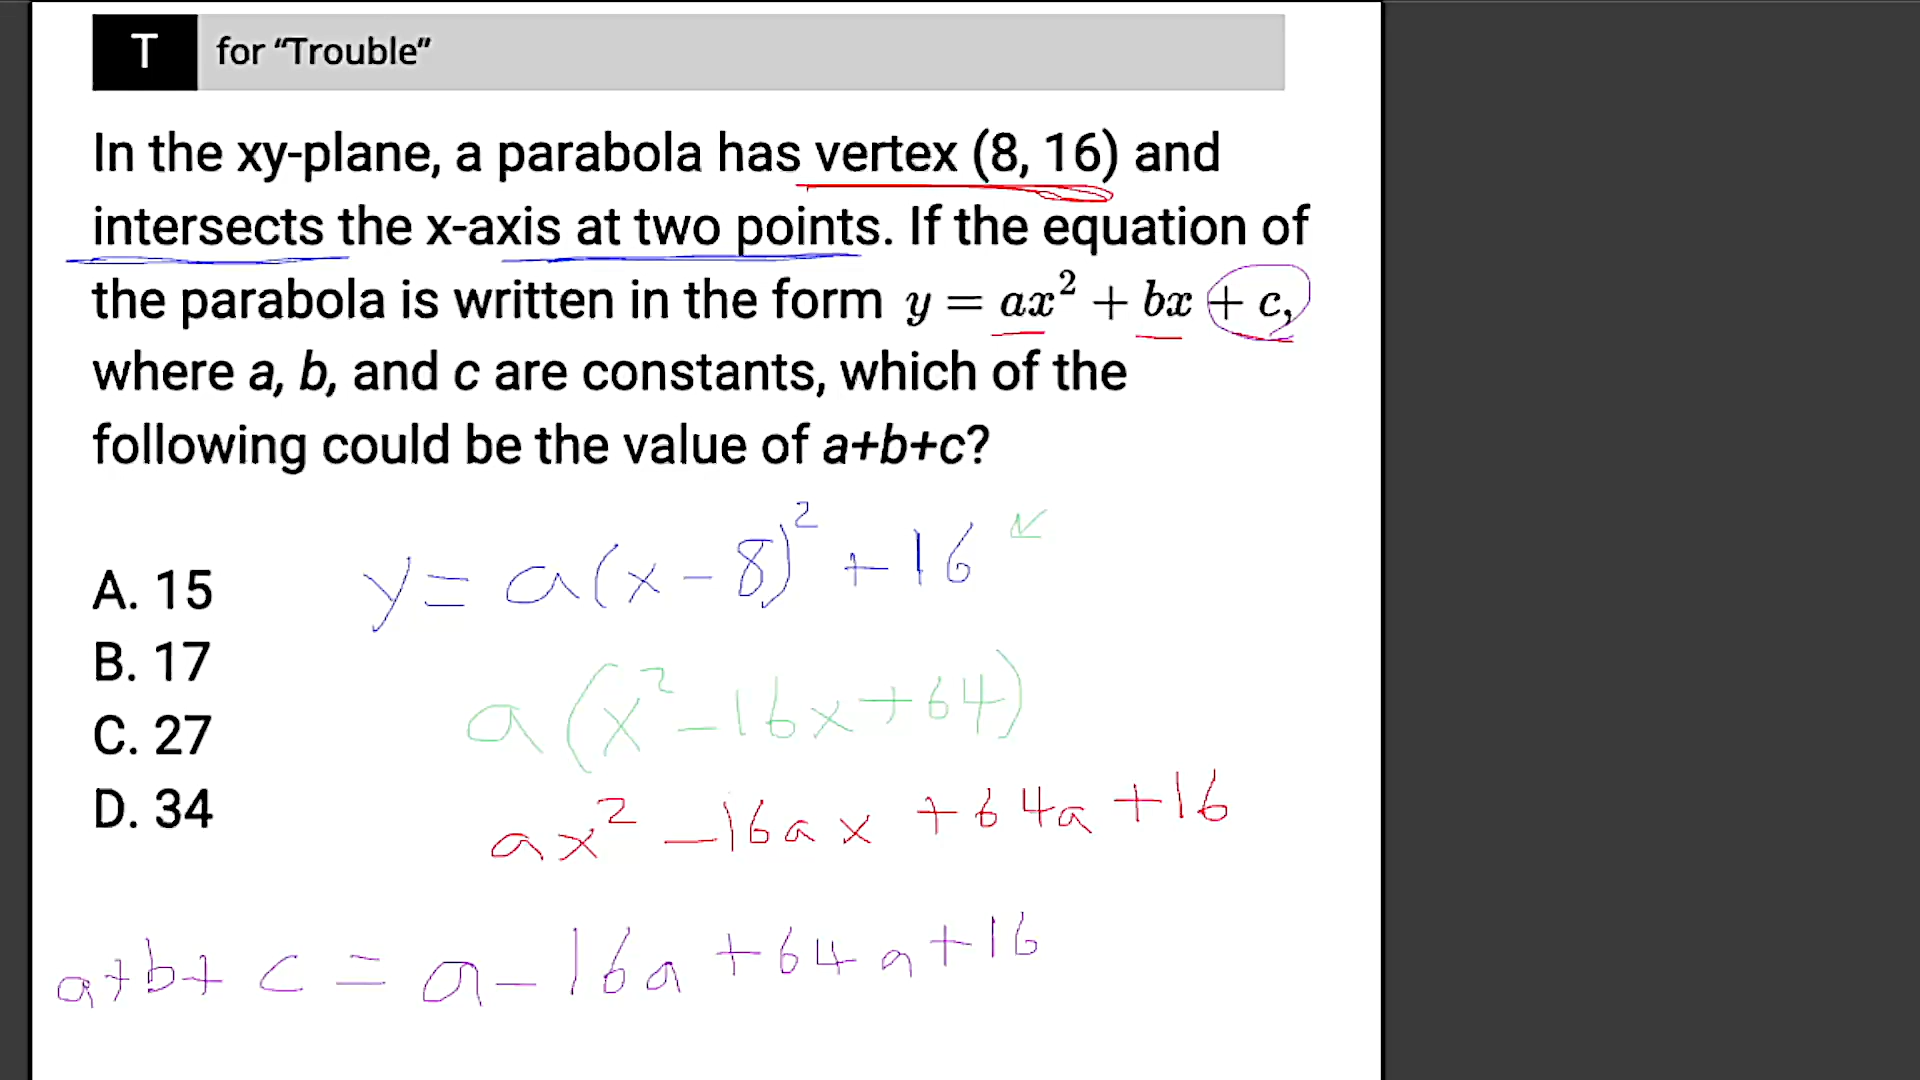 T for “Trouble”
In the xy-plane, a parabola has vertex (8, 16) and
intersects the x-axis at two points. If the equation of
the parabola is written in the form y = ax² + bx + c,
where a, b, and c are constants, which of the
following could be the value of a+b+c?
y = a(x - 8)² + 16
A. 15
B. 17
a(x² - 16x + 64)
C. 27
D. 34
ax² - 16ax + 64a + 16
a+b+c = a - 16a + 64a + 16